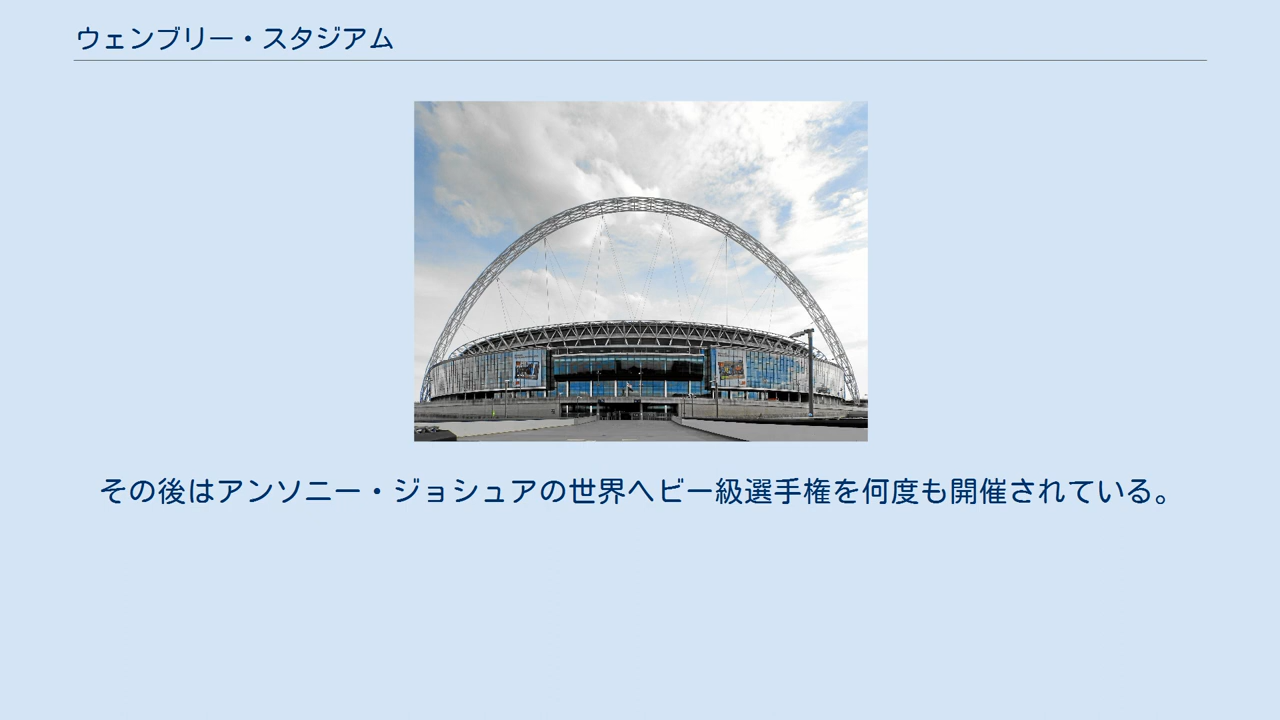 ウェンブリー・スタジアム
その後はアンソニー・ジョシュアの世界ヘビー級選手権を何度も開催されている。